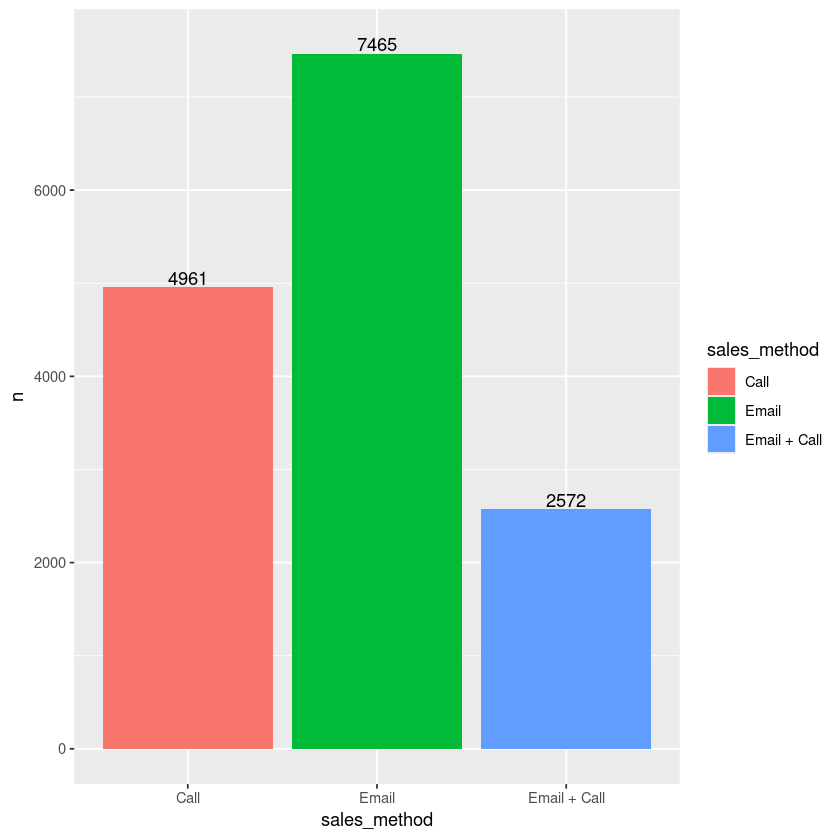 7465
6000
4961
4000
n
2572
2000
0
Call
Email
Email + Call
sales_method
sales_method
Call
Email
Email + Call